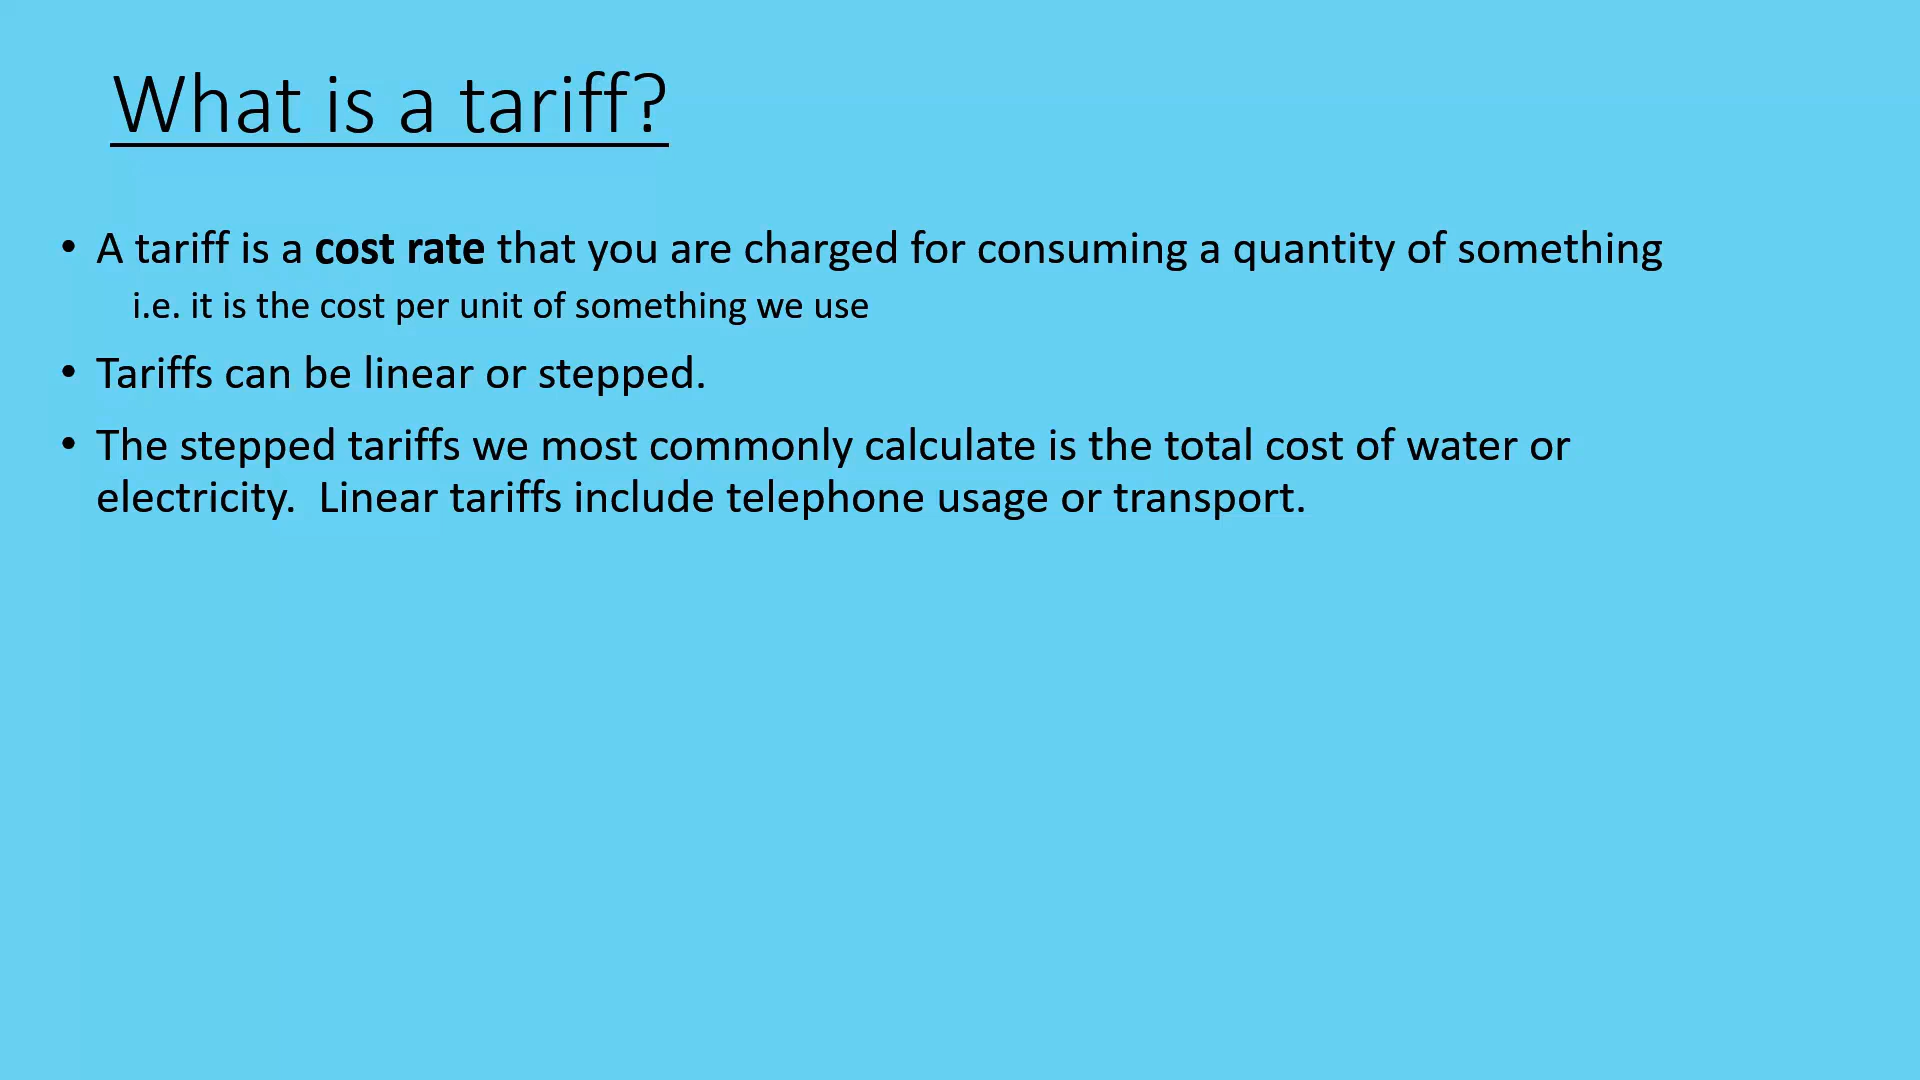 What is a tariff?
• A tariff is a cost rate that you are charged for consuming a quantity of something
i.e. it is the cost per unit of something we use
• Tariffs can be linear or stepped.
• The stepped tariffs we most commonly calculate is the total cost of water or
electricity.  Linear tariffs include telephone usage or transport.